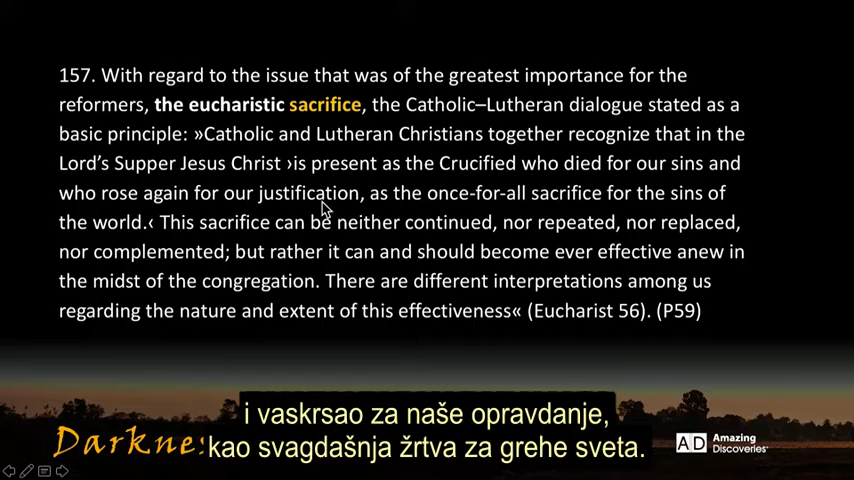 157. With regard to the issue that was of the greatest importance for the
reformers, the eucharistic sacrifice, the Catholic–Lutheran dialogue stated as a
basic principle: »Catholic and Lutheran Christians together recognize that in the
Lord’s Supper Jesus Christ ›is present as the Crucified who died for our sins and
who rose again for our justification, as the once-for-all sacrifice for the sins of
the world.‹ This sacrifice can be neither continued, nor repeated, nor replaced,
nor complemented; but rather it can and should become ever effective anew in
the midst of the congregation. There are different interpretations among us
regarding the nature and extent of this effectiveness« (Eucharist 56). (P59)
i vaskrsao za naše opravdanje,
kao svagdašnja žrtva za grehe sveta.
AD Amazing
Discoveries